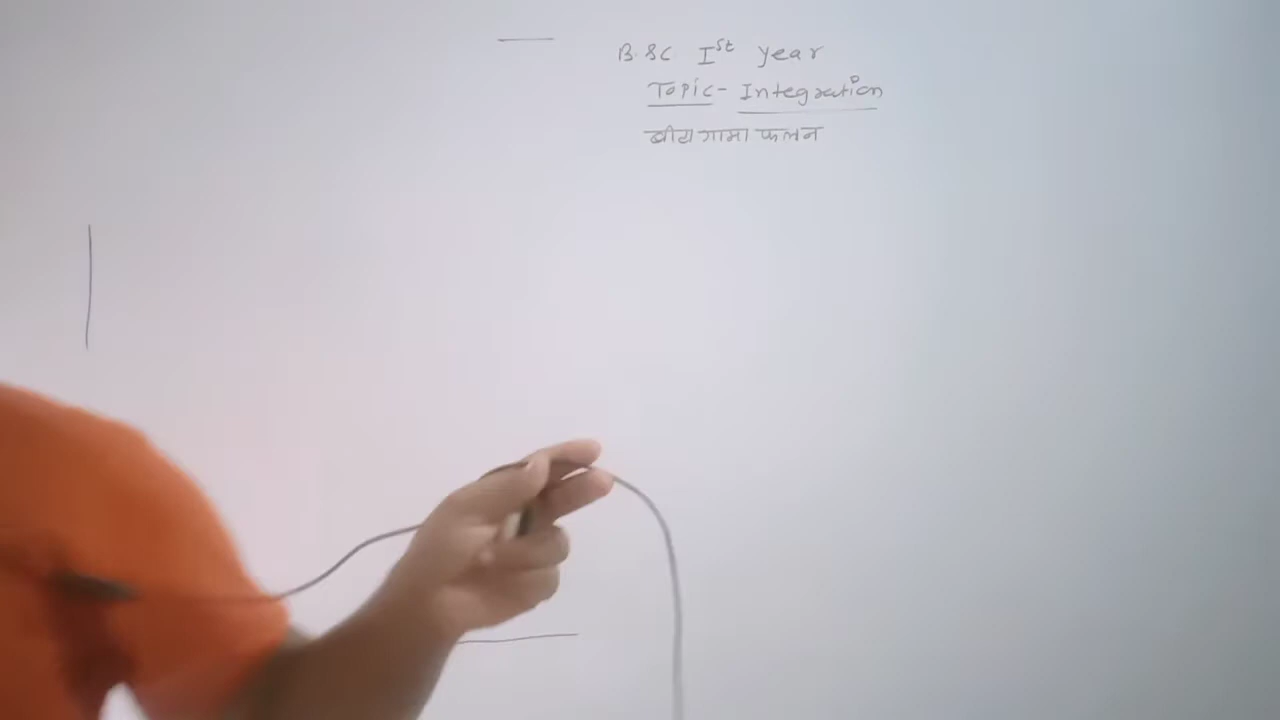 B.SC. Ist year
Topic- Integration
बीटा गामा फलन